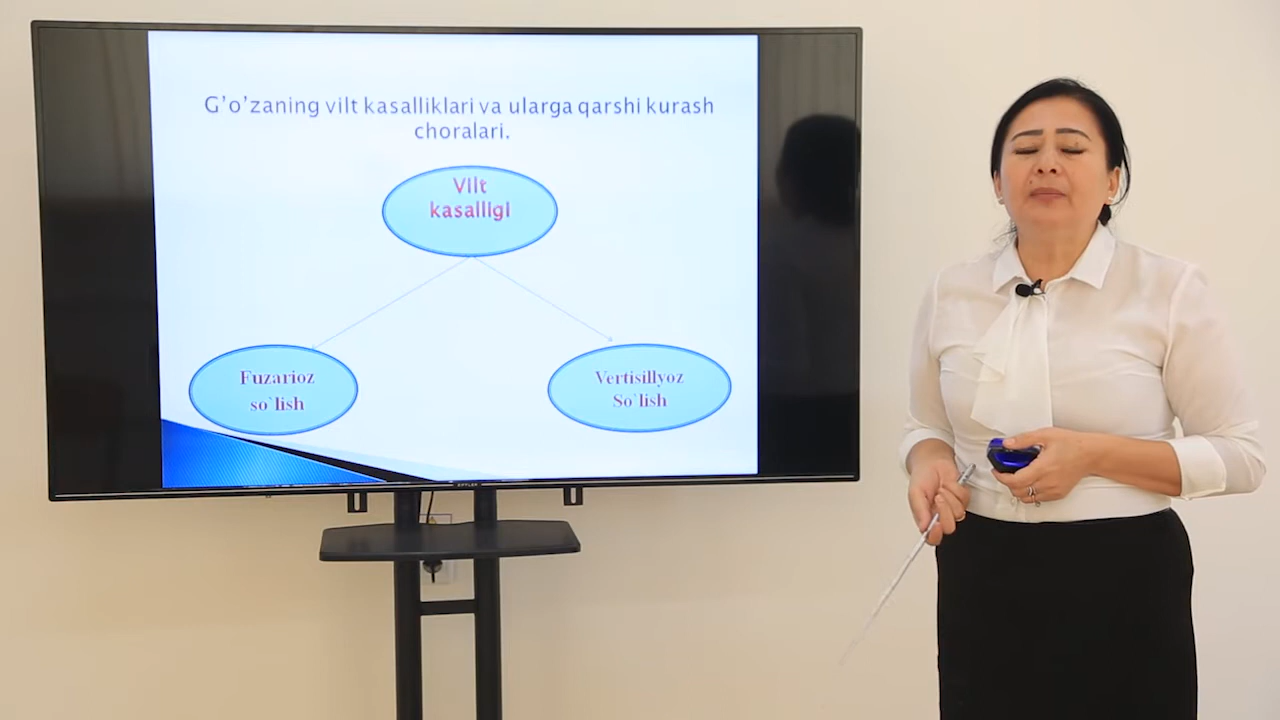 G’o’zaning vilt kasalliklari va ularga qarshi kurash
choralari.
Vilt
kasalligi
Fuzarioz
so`lish
Vertisillyoz
So`lish